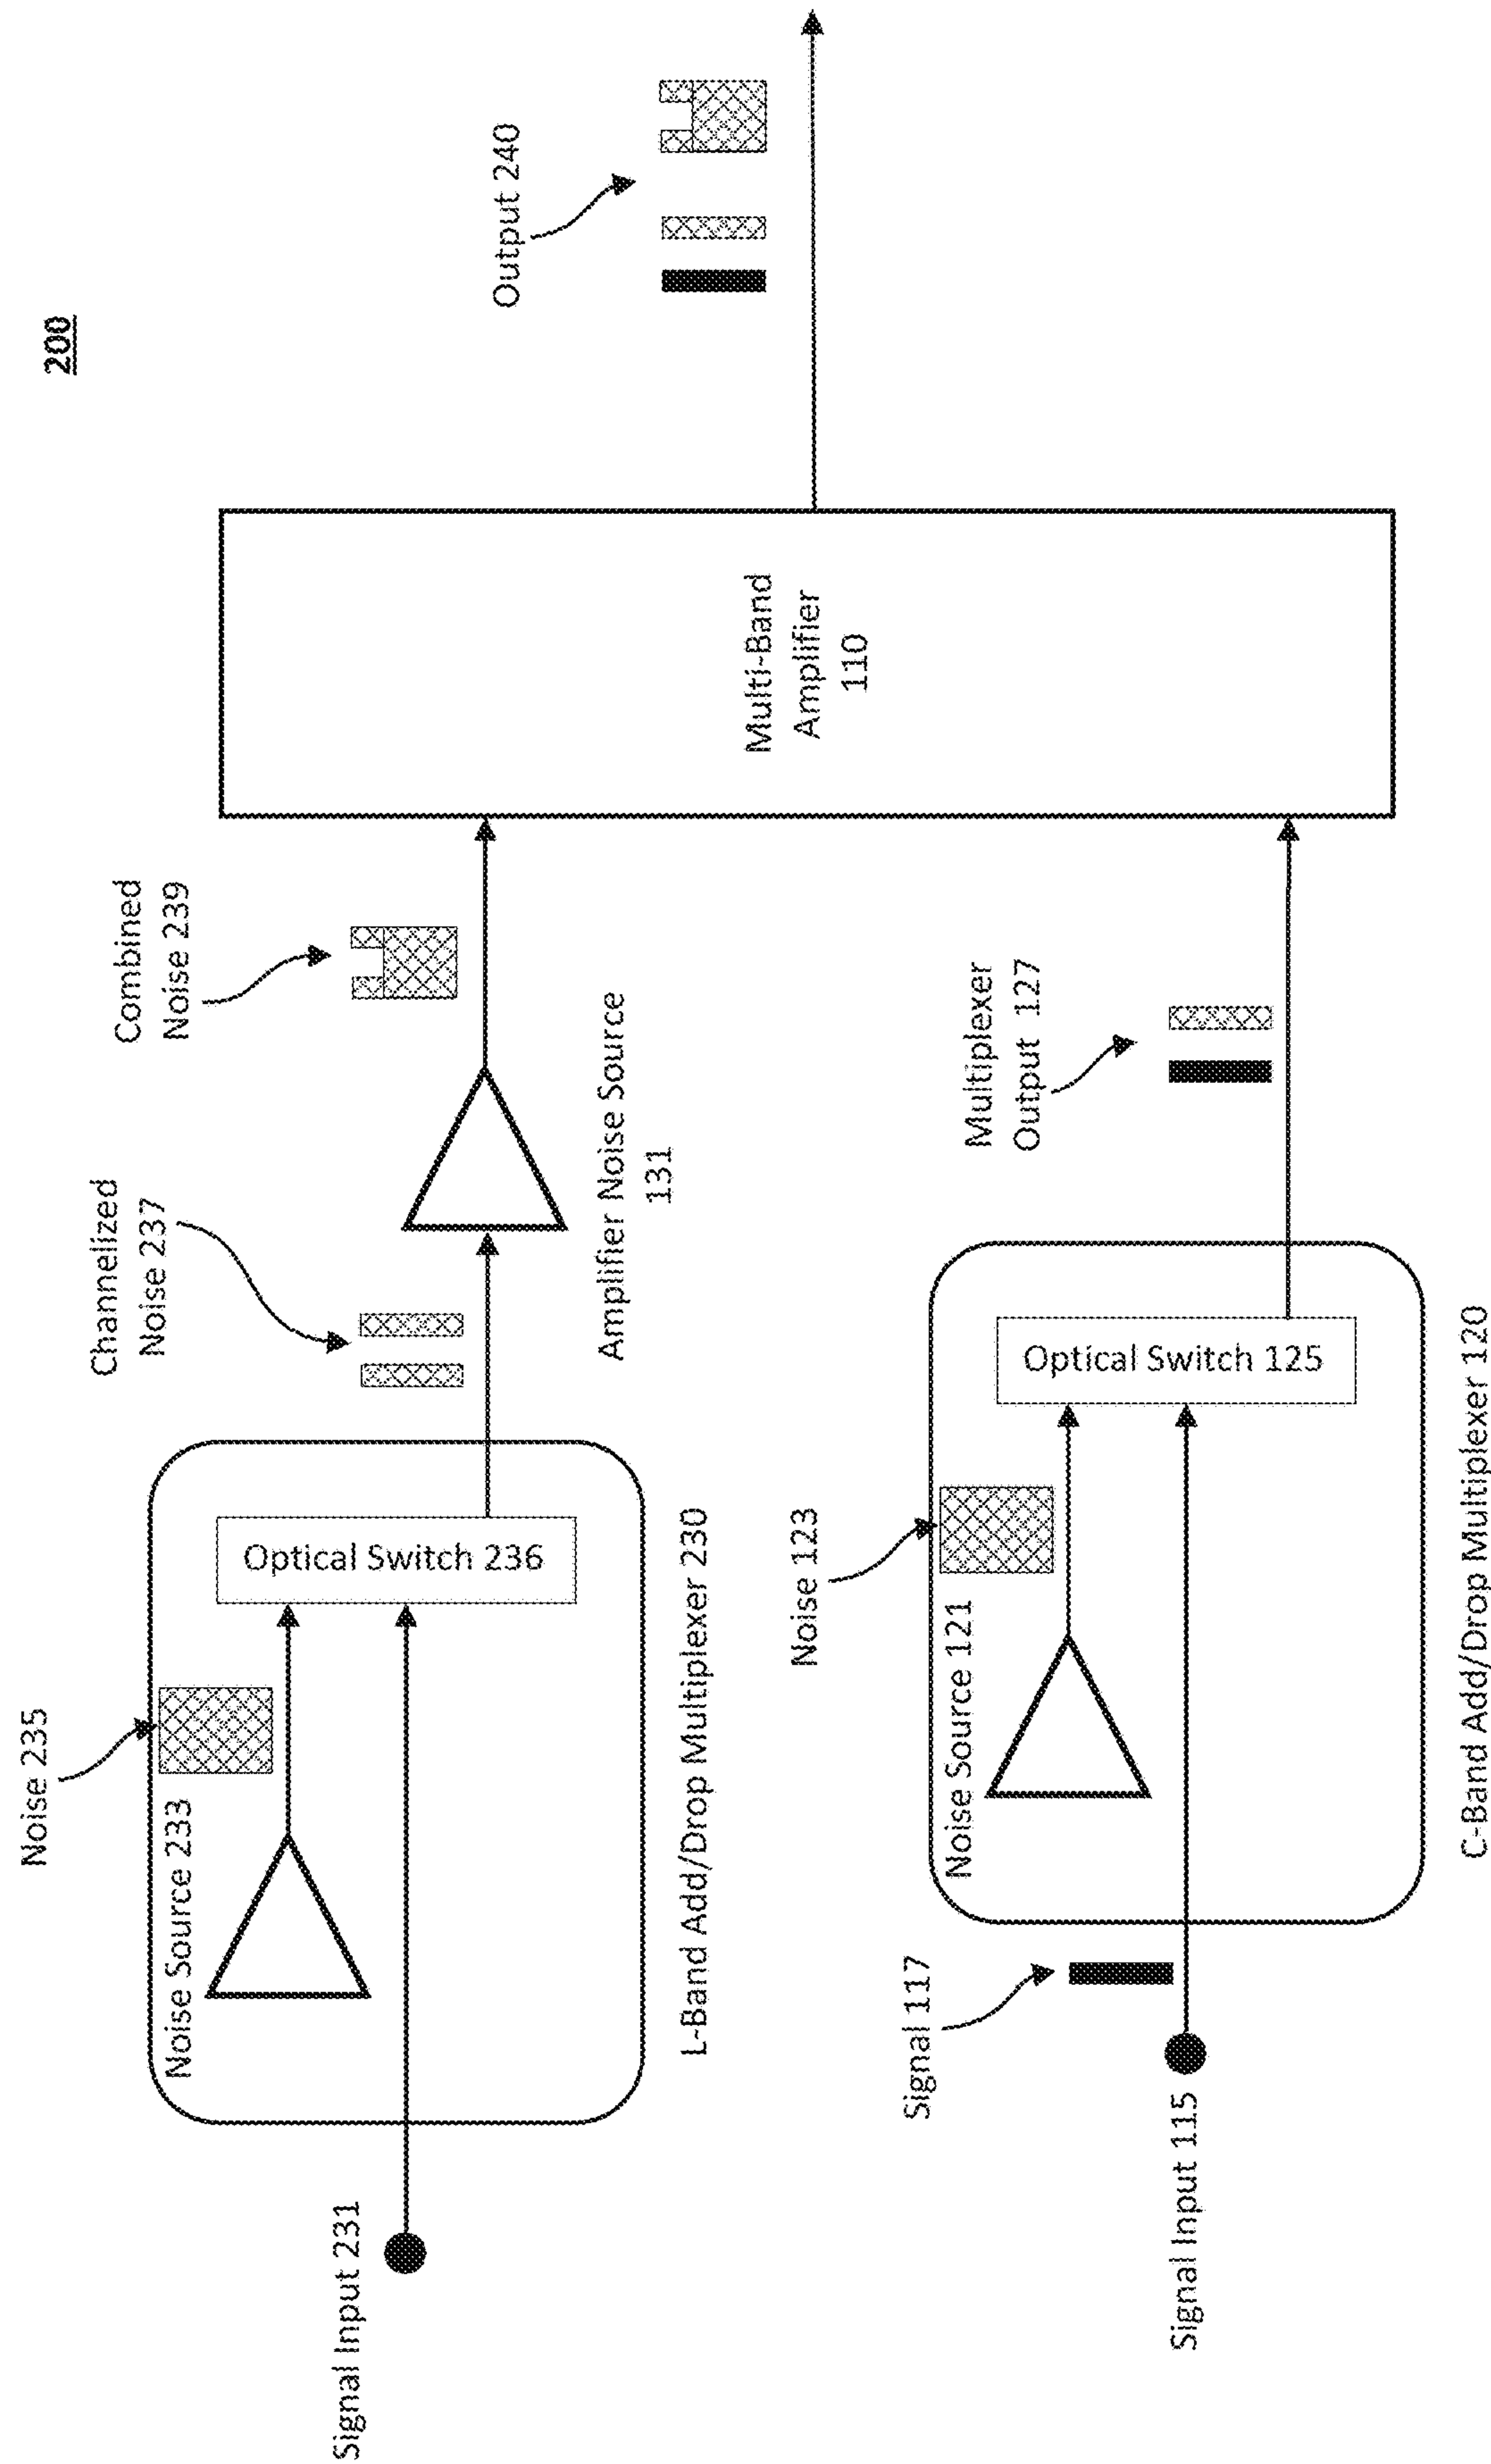 200
Noise 235
Noise Source 233
Optical Switch 236
Signal Input 231
L-Band Add/Drop Multiplexer 230
Channelized
Noise 237
Amplifier Noise Source
131
Combined
Noise 239
Multi-Band
Amplifier
110
Output 240
Signal 117
Signal Input 115
Noise 123
Noise Source 121
Optical Switch 125
C-Band Add/Drop Multiplexer 120
Multiplexer
Output 127